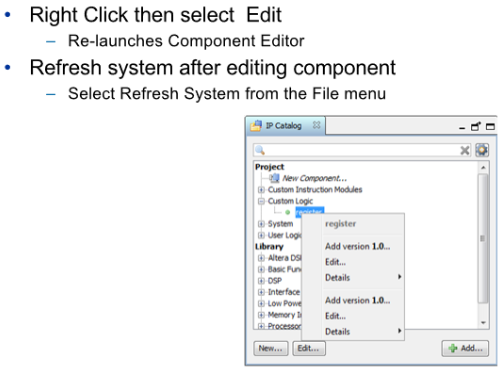 • Right Click then select Edit
– Re-launches Component Editor
• Refresh system after editing component
– Select Refresh System from the File menu
IP Catalog
Project
New Component...
Custom Instruction Modules
Custom Logic
register
System
User Logic
Library
Altera DSP
Basic Fun
DSP
Interface
Low Powe
Memory I
Processor
register
Add version 1.0...
Edit...
Details
Add version 1.0...
Edit...
Details
New... Edit... Add...